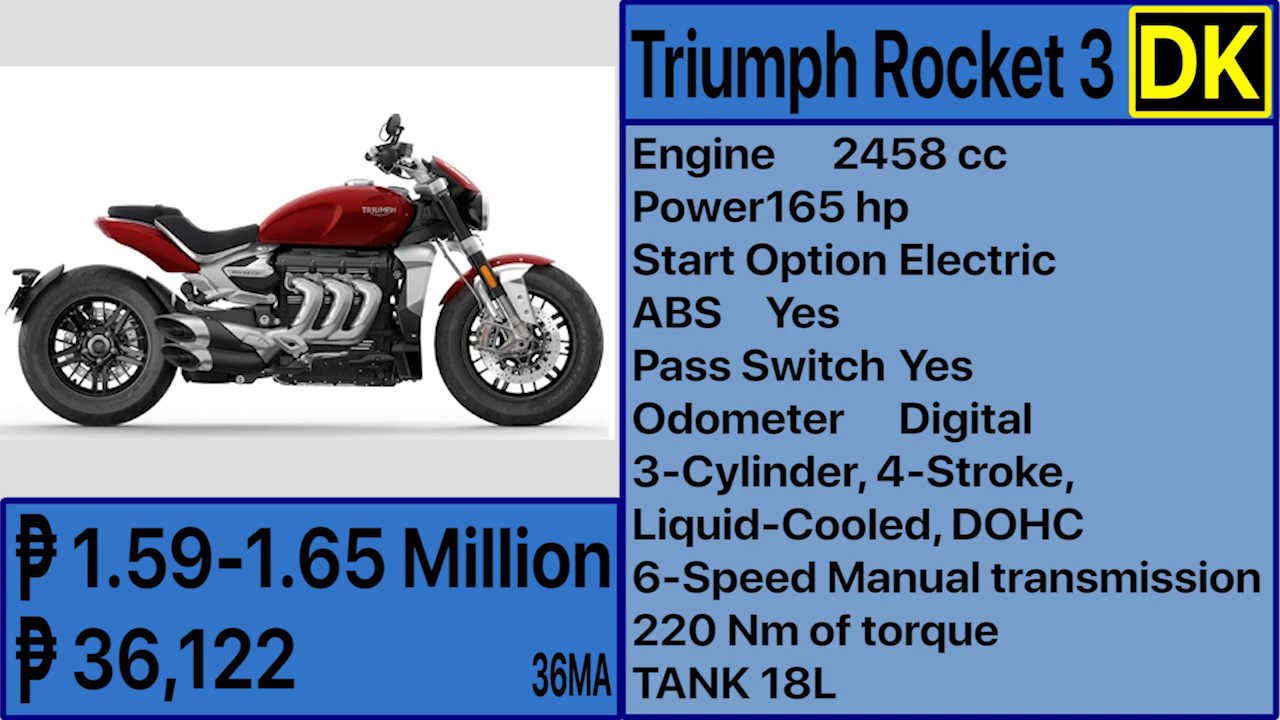 Triumph Rocket 3 DK
Engine 2458 cc
Power165 hp
Start Option Electric
ABS Yes
Pass Switch Yes
Odometer Digital
3-Cylinder, 4-Stroke,
Liquid-Cooled, DOHC
6-Speed Manual transmission
220 Nm of torque
TANK 18L
TRIUMPH
₱ 1.59-1.65 Million
₱ 36,122 36MA